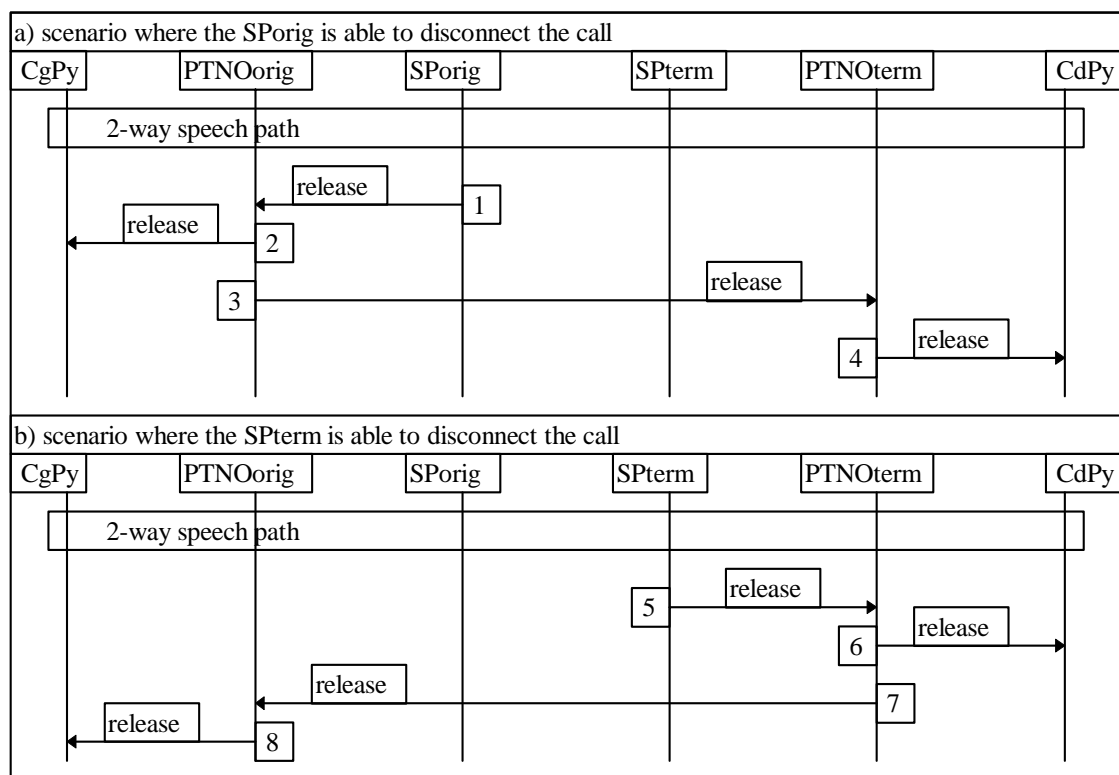 a) scenario where the SPorig is able to disconnect the call
CgPy PTNOorig SPorig SPterm PTNOterm CdPy
2-way speech path
release 1
release 2
3 release
4 release
b) scenario where the SPterm is able to disconnect the call
CgPy PTNOorig SPorig SPterm PTNOterm CdPy
2-way speech path
5 release
6 release
release 7
release 8